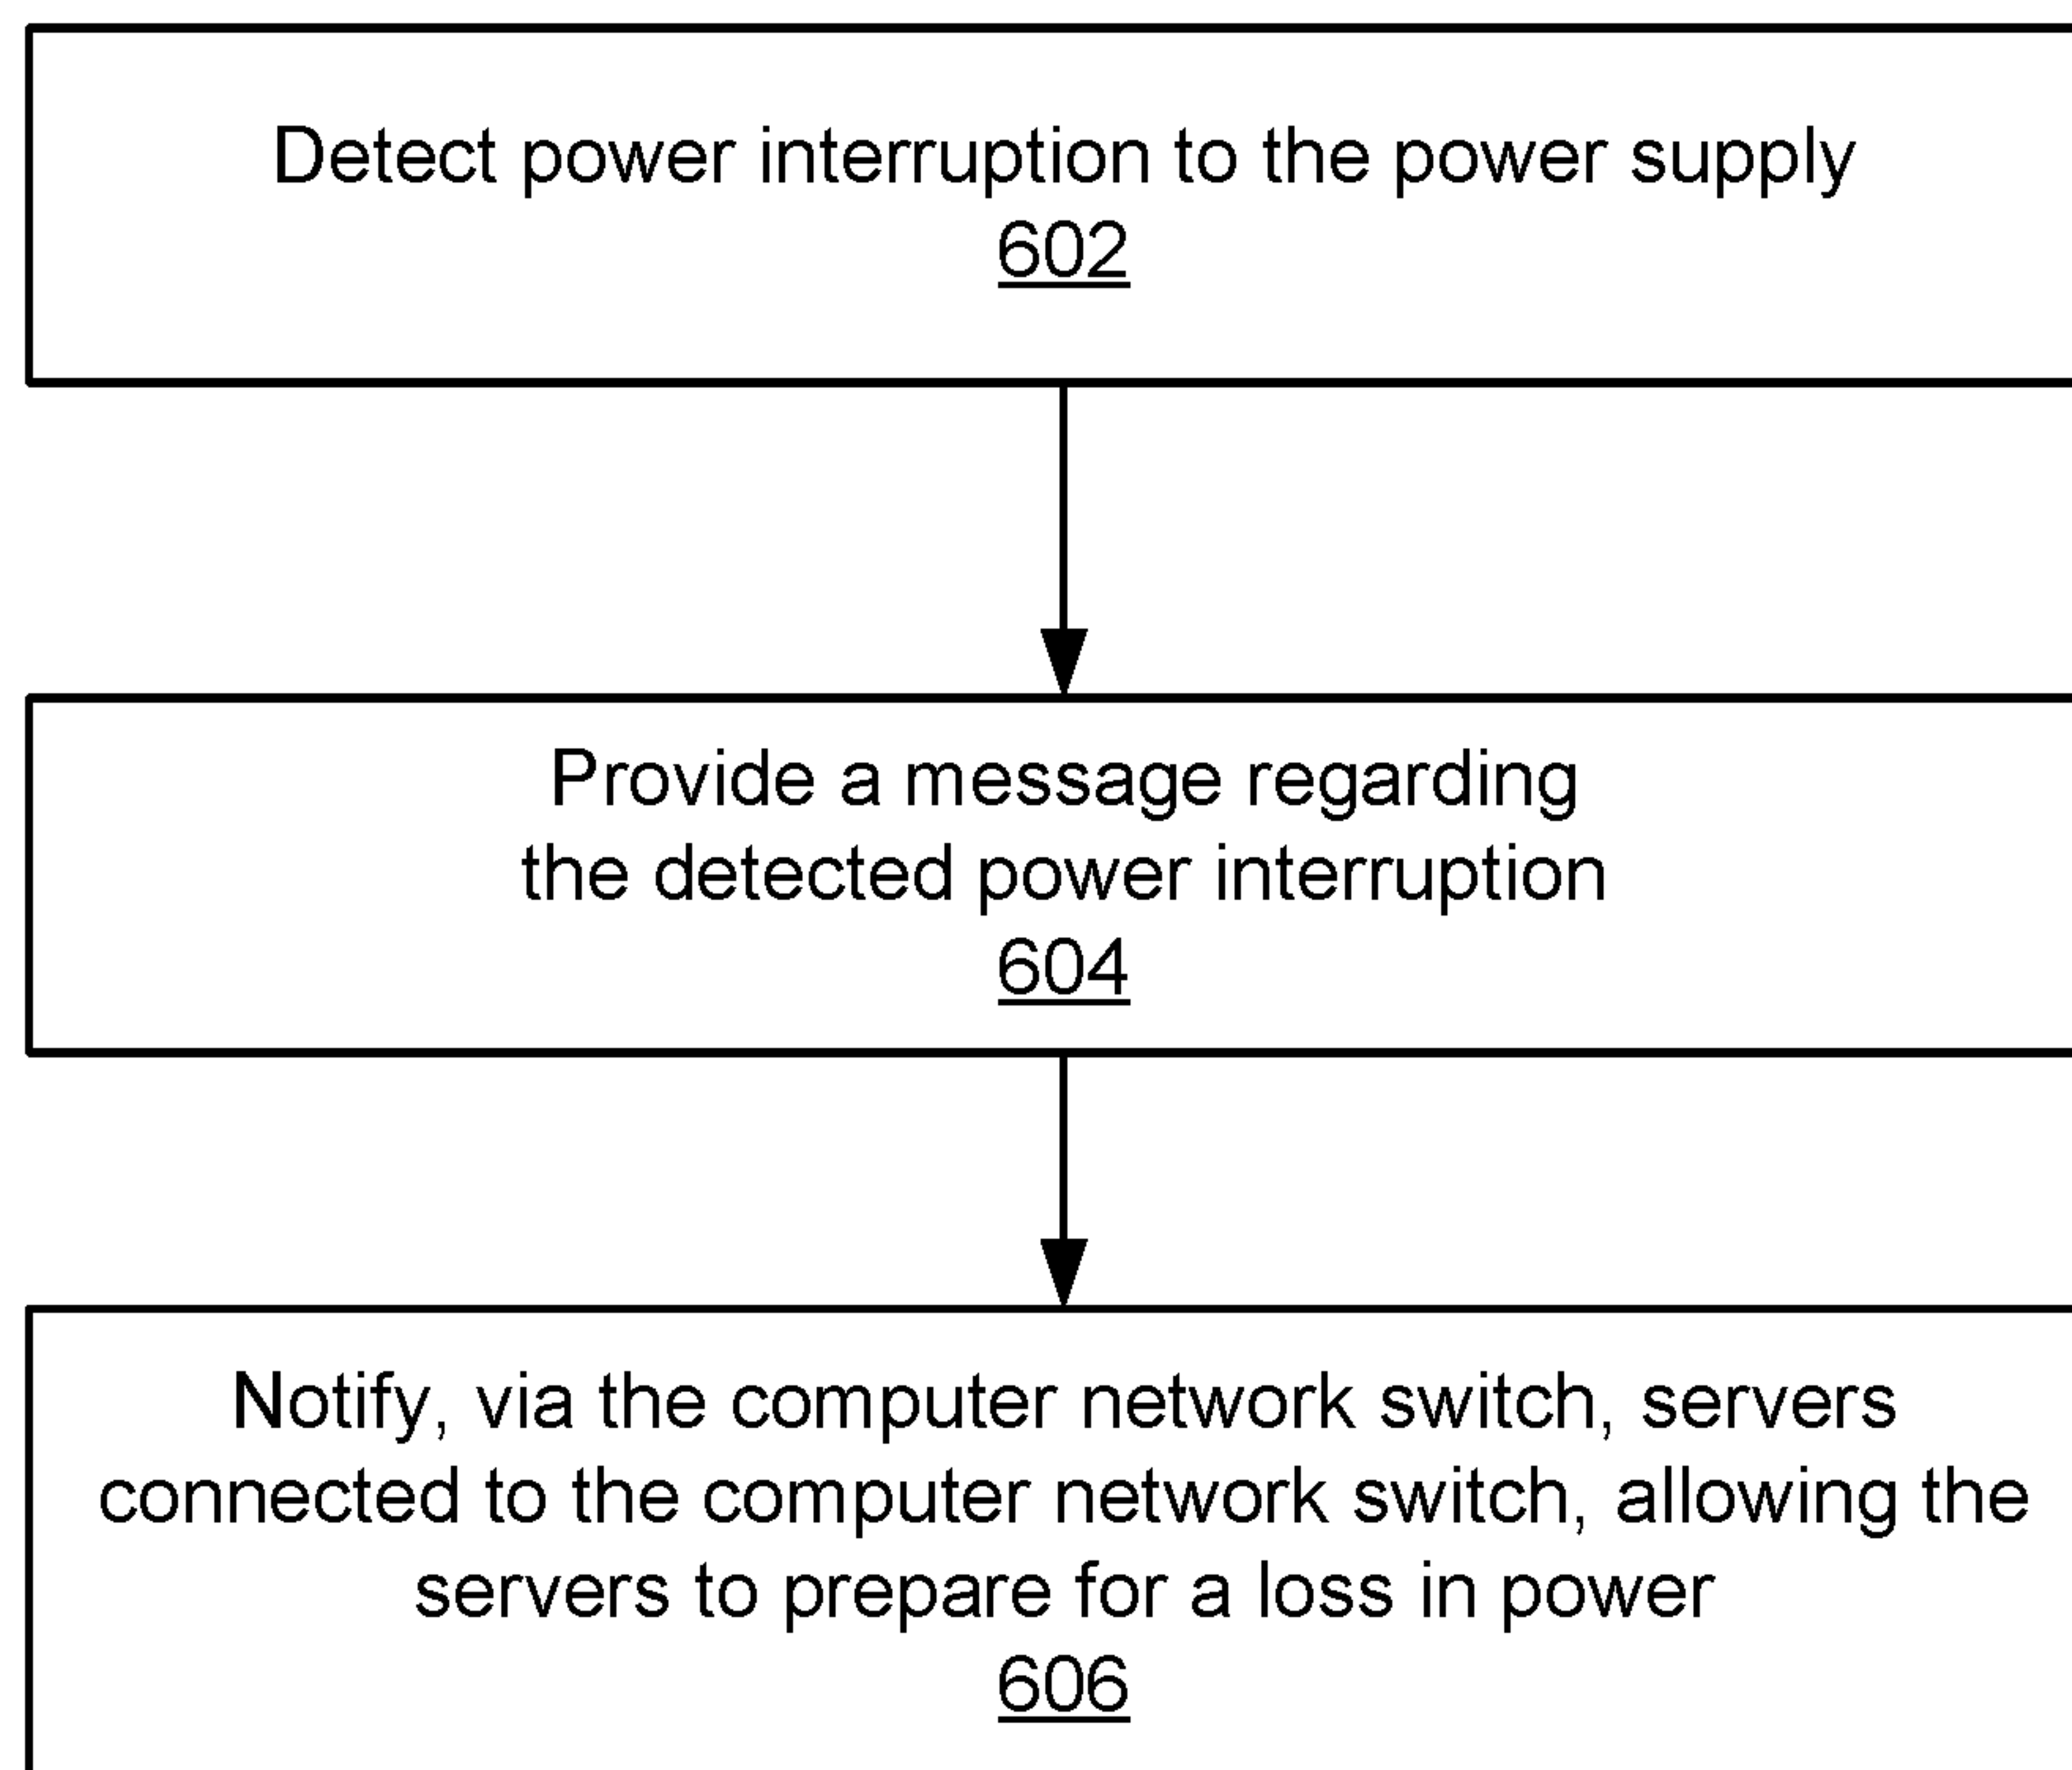 Detect power interruption to the power supply
602
Provide a message regarding
the detected power interruption
604
Notify, via the computer network switch, servers
connected to the computer network switch, allowing the
servers to prepare for a loss in power
606